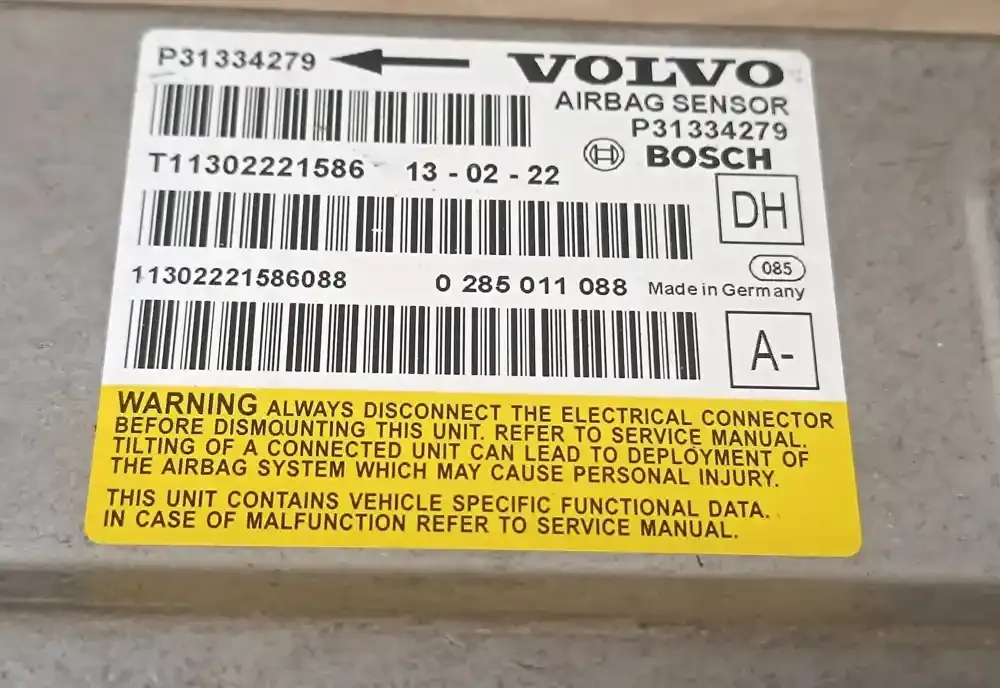 P31334279
VOLVO
AIRBAG SENSOR
P31334279
BOSCH
T11302221586 13 - 02 - 22
DH
085
11302221586088 0 285 011 088 Made in Germany
A-
WARNING ALWAYS DISCONNECT THE ELECTRICAL CONNECTOR
BEFORE DISMOUNTING THIS UNIT. REFER TO SERVICE MANUAL.
TILTING OF A CONNECTED UNIT CAN LEAD TO DEPLOYMENT OF
THE AIRBAG SYSTEM WHICH MAY CAUSE PERSONAL INJURY.
THIS UNIT CONTAINS VEHICLE SPECIFIC FUNCTIONAL DATA.
IN CASE OF MALFUNCTION REFER TO SERVICE MANUAL.